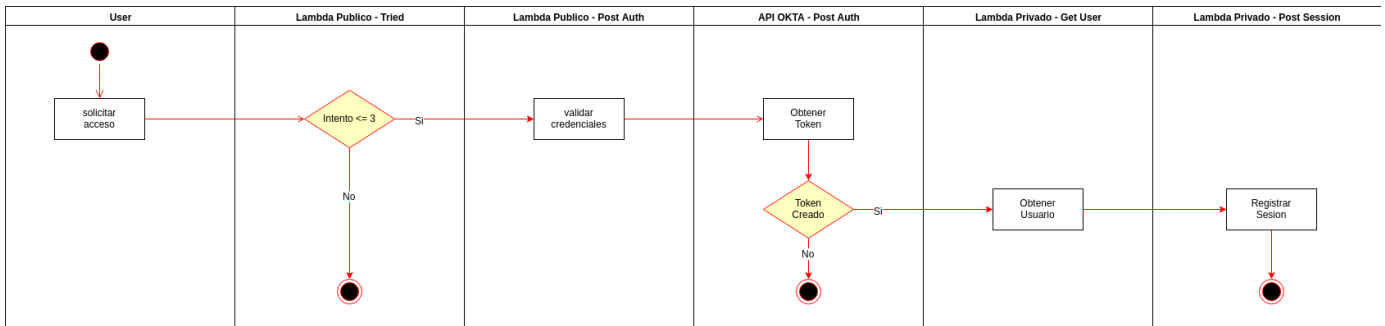 User
Lambda Publico - Tried
Lambda Publico - Post Auth
API OKTA - Post Auth
Lambda Privado - Get User
Lambda Privado - Post Session
solicitar
acceso
Intento <= 3
Si
validar
credenciales
Obtener
Token
No
Token
Creado
Si
Obtener
Usuario
Registrar
Sesion
No